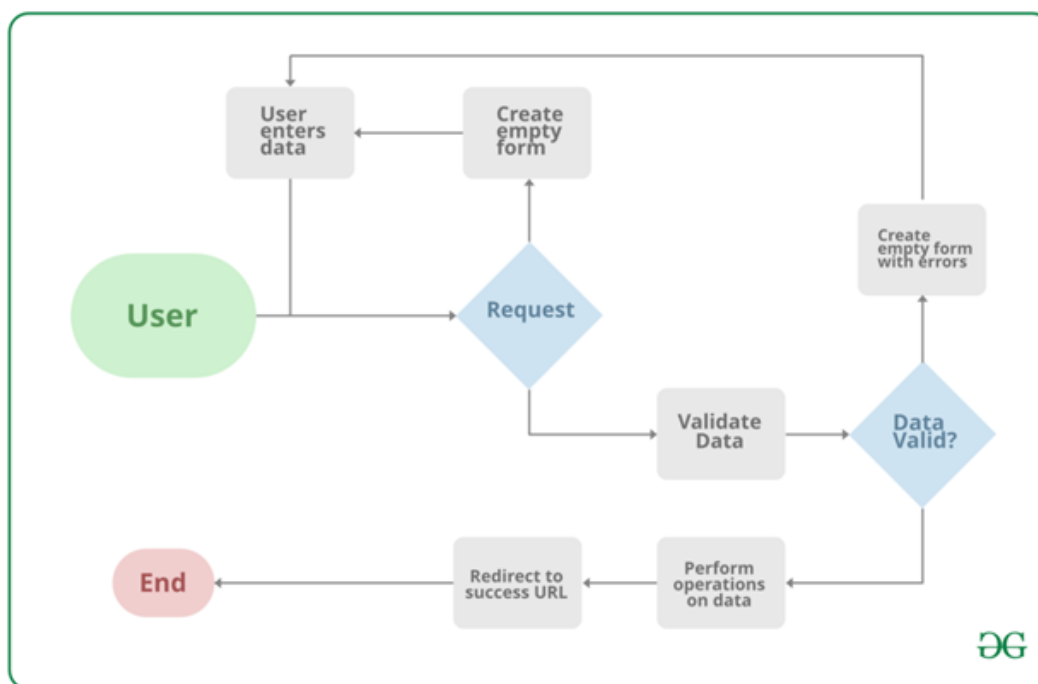 User
enters
data
Create
empty
form
Create
empty form
with errors
User
Request
Validate
Data
Data
Valid?
End
Redirect to
success URL
Perform
operations
on data